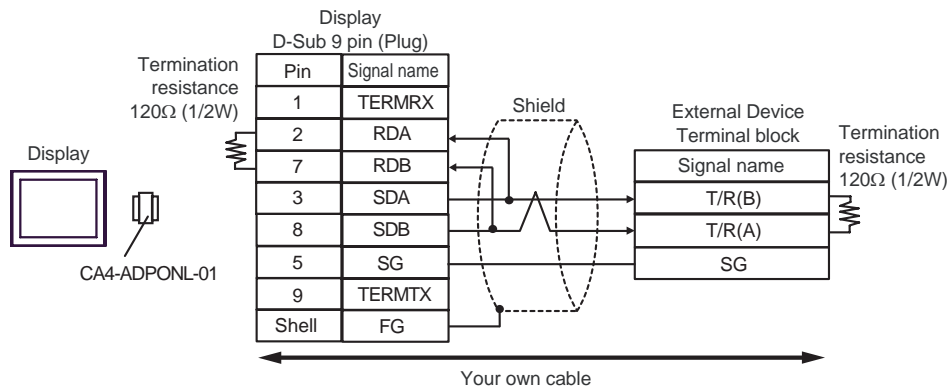 Display
D-Sub 9 pin (Plug)
Termination
resistance
120Ω (1/2W)
Pin Signal name
1 TERMRX
2 RDA
7 RDB
3 SDA
8 SDB
5 SG
9 TERMTX
Shell FG
Shield
External Device
Terminal block
Signal name
T/R(B)
T/R(A)
SG
Termination
resistance
120Ω (1/2W)
Display
CA4-ADPONL-01
Your own cable